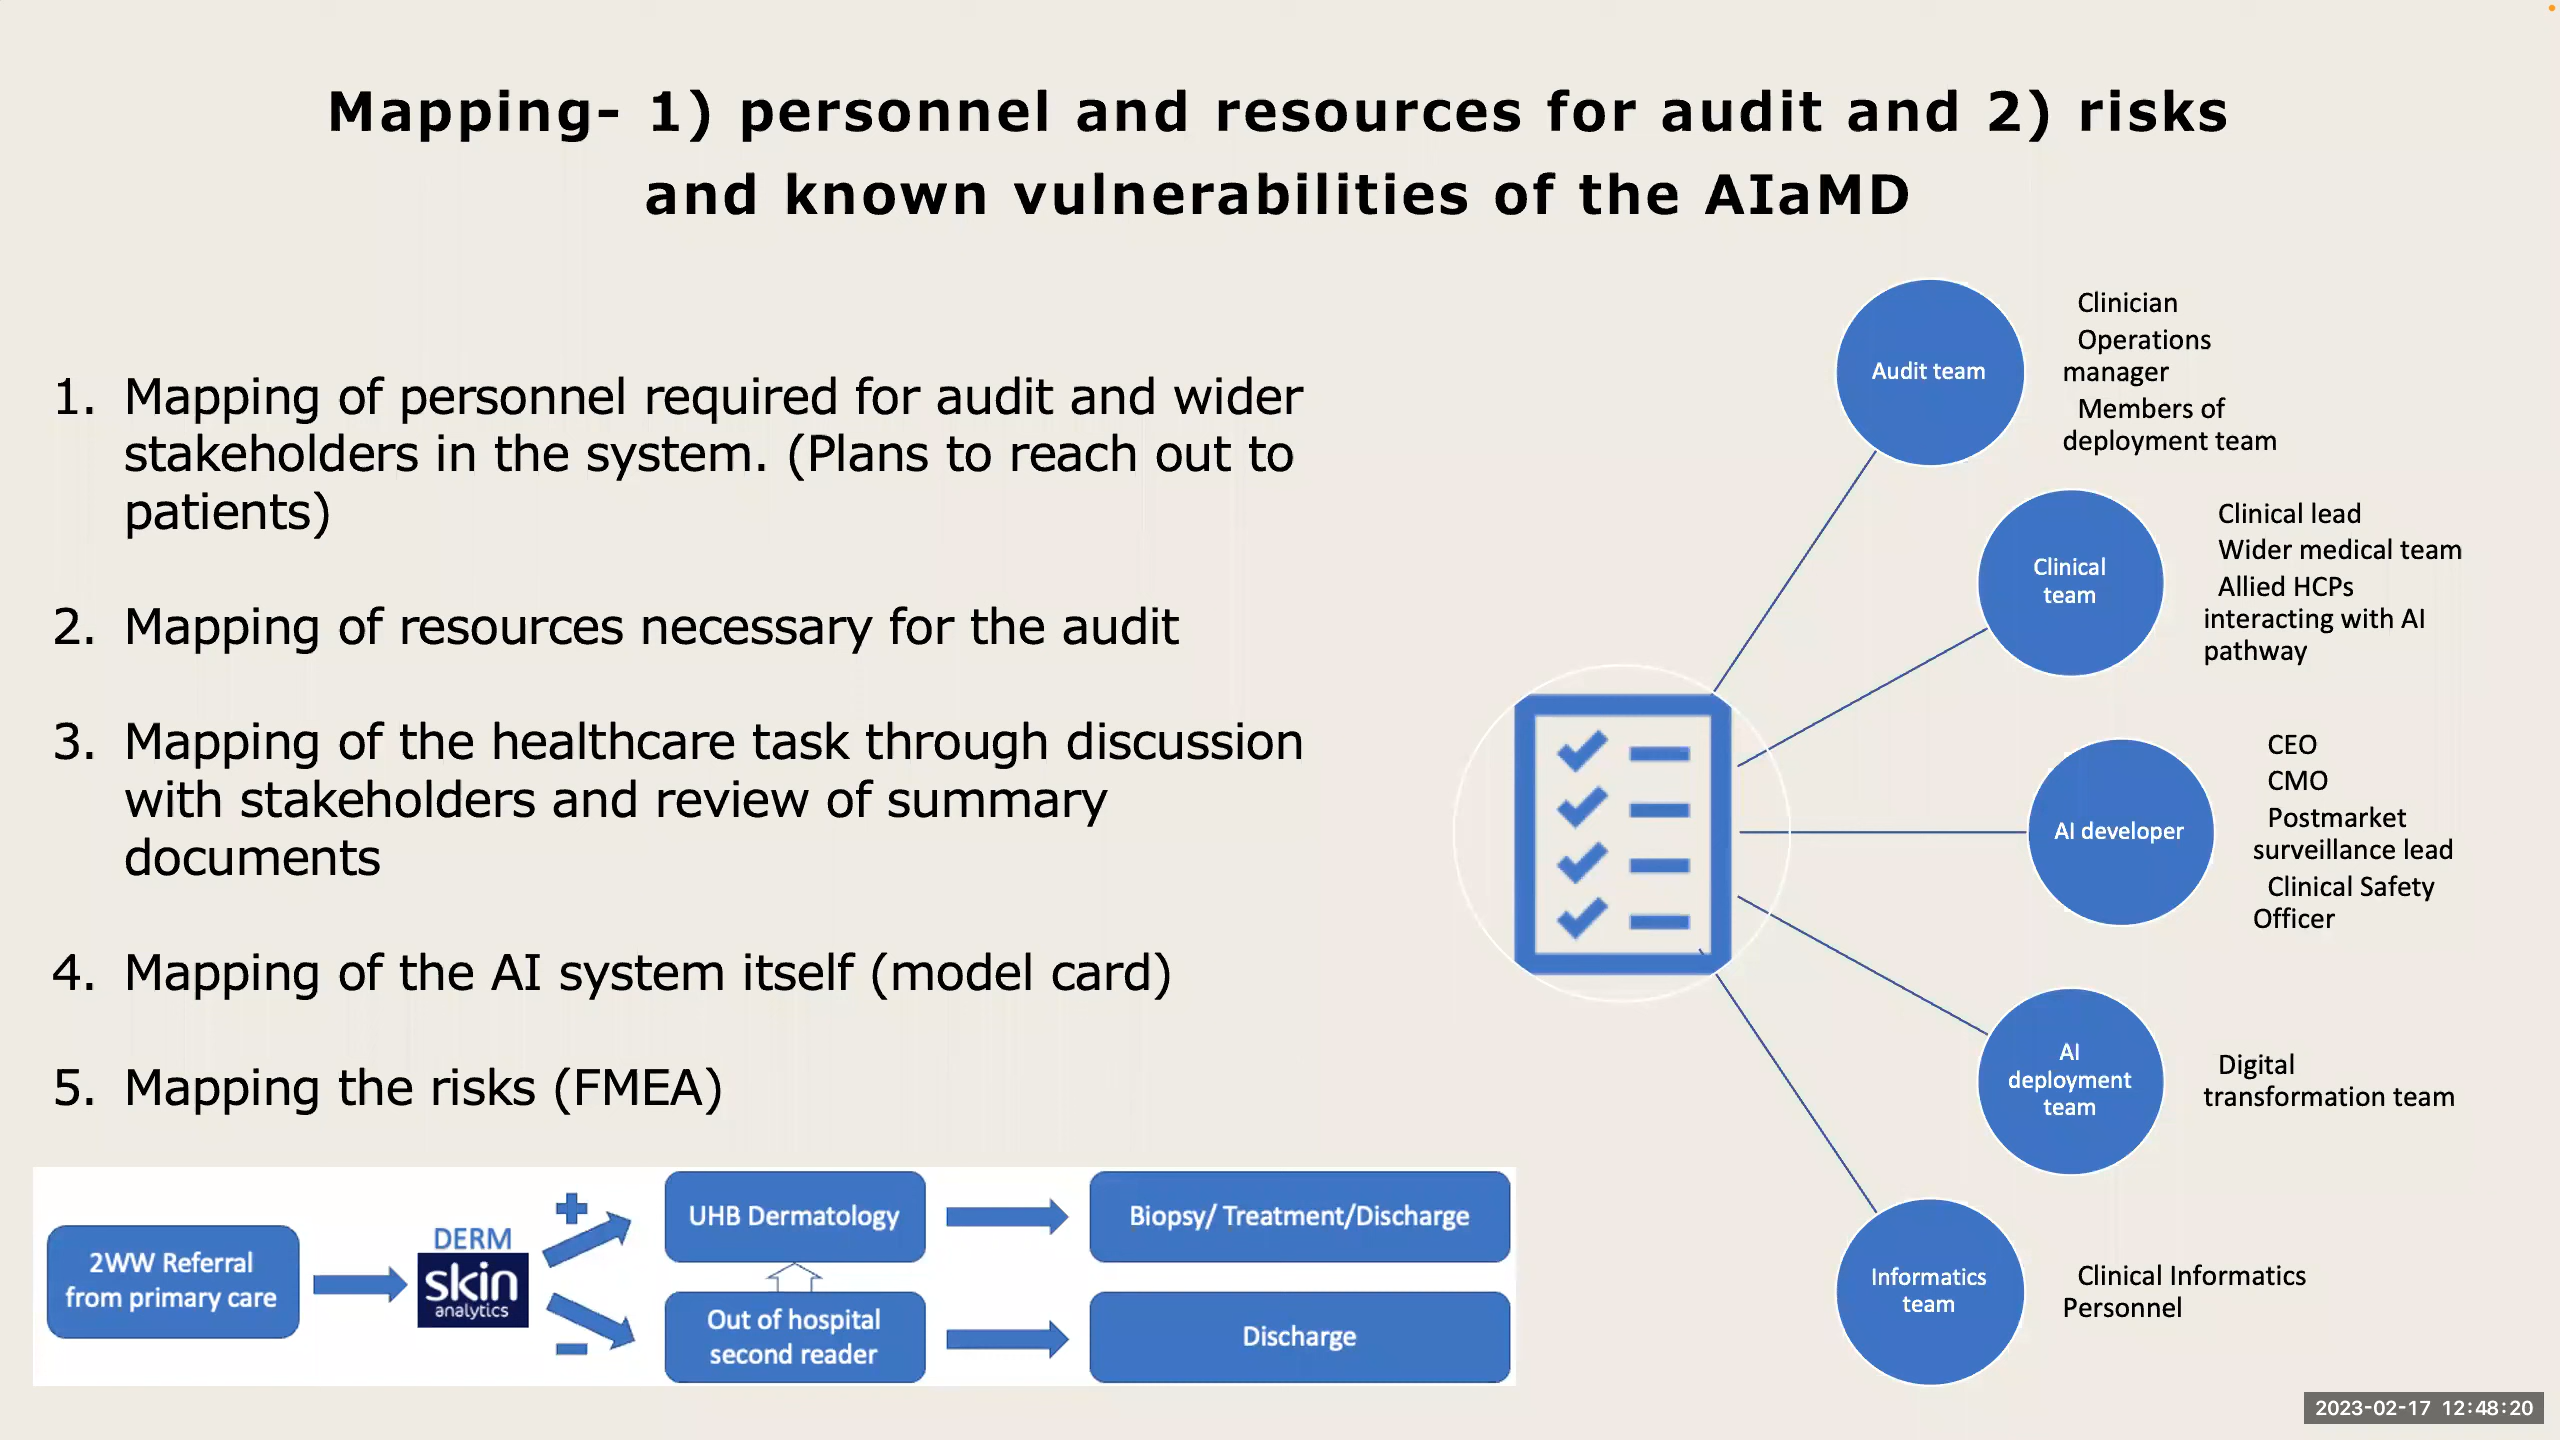 Mapping- 1) personnel and resources for audit and 2) risks
and known vulnerabilities of the AIaMD
1. Mapping of personnel required for audit and wider
stakeholders in the system. (Plans to reach out to
patients)
2. Mapping of resources necessary for the audit
3. Mapping of the healthcare task through discussion
with stakeholders and review of summary
documents
4. Mapping of the AI system itself (model card)
5. Mapping the risks (FMEA)
Audit team
Clinician
Operations
manager
Members of
deployment team
Clinical
team
Clinical lead
Wider medical team
Allied HCPs
interacting with AI
pathway
AI developer
CEO
CMO
Postmarket
surveillance lead
Clinical Safety
Officer
AI
deployment
team
Digital
transformation team
Informatics
team
Clinical Informatics
Personnel
2WW Referral
from primary care
DERM
skin
analytics
UHB Dermatology
Biopsy/ Treatment/Discharge
Out of hospital
second reader
Discharge
2023-02-17 12:48:20